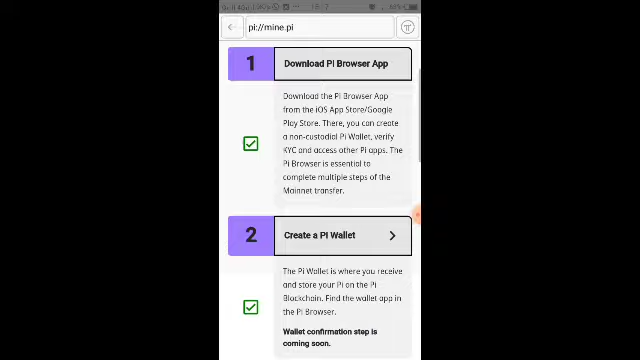 pi://mine.pi
1
Download Pi Browser App
Download the Pi Browser App
from the iOS App Store/Google
Play Store. There, you can create
a non-custodial Pi Wallet, verify
KYC and access other Pi apps. The
Pi Browser is essential to
complete multiple steps of the
Mainnet transfer.
2
Create a Pi Wallet
The Pi Wallet is where you receive
and store your Pi on the Pi
Blockchain. Find the wallet app in
the Pi Browser.
Wallet confirmation step is
coming soon.